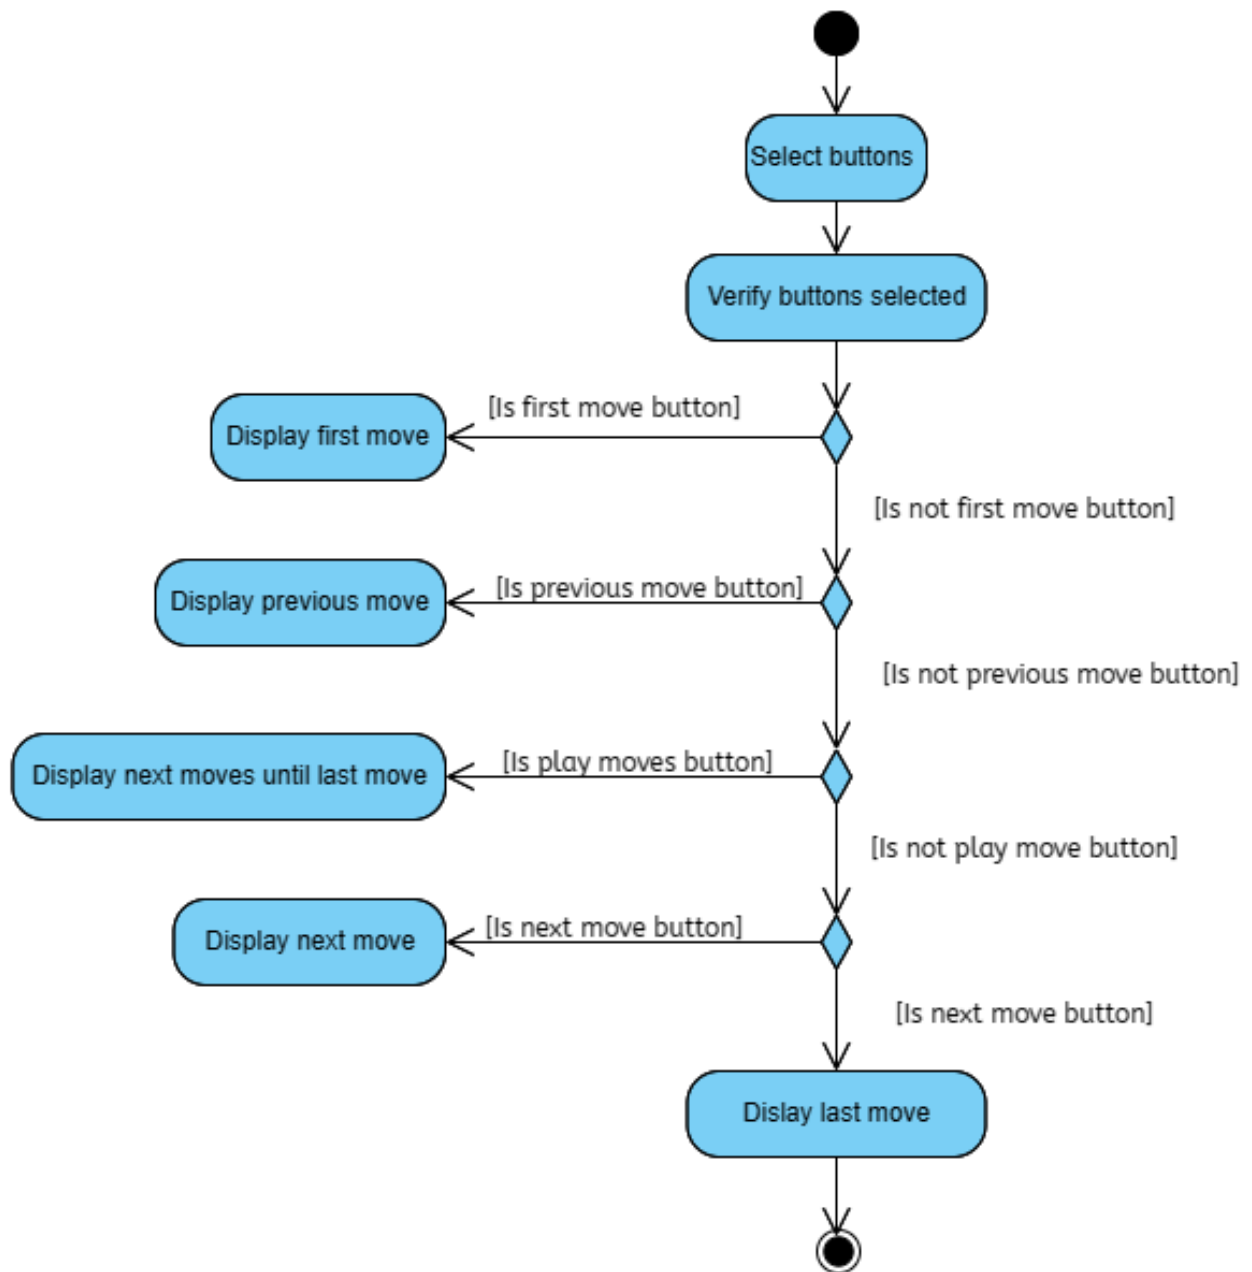 Select buttons
Verify buttons selected
[Is first move button]
Display first move
[Is not first move button]
[Is previous move button]
Display previous move
[Is not previous move button]
[Is play moves button]
Display next moves until last move
[Is not play move button]
[Is next move button]
Display next move
[Is next move button]
Dislay last move